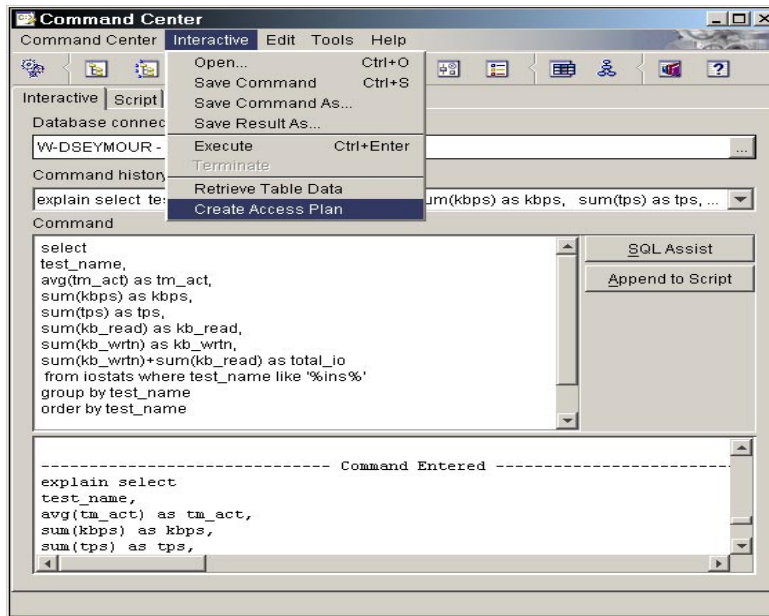 Command Center
Command Center Interactive Edit Tools Help
Open... Ctrl+O
Save Command Ctrl+S
Save Command As...
Save Result As...
Execute Ctrl+Enter
Terminate
Retrieve Table Data
Create Access Plan
Interactive Script
Database connec
W-DSEYMOUR - ...
Command history
explain select te um(kbps) as kbps, sum(tps) as tps, ...
Command
select
test_name,
avg(tm_act) as tm_act,
sum(kbps) as kbps,
sum(tps) as tps,
sum(kb_read) as kb_read,
sum(kb_wrtn) as kb_wrtn,
sum(kb_wrtn)+sum(kb_read) as total_io
from iostats where test_name like '%ins%'
group by test_name
order by test_name
SQL Assist
Append to Script
------------------------------ Command Entered ------------------------
explain select
test_name,
avg(tm_act) as tm_act,
sum(kbps) as kbps,
sum(tps) as tps,